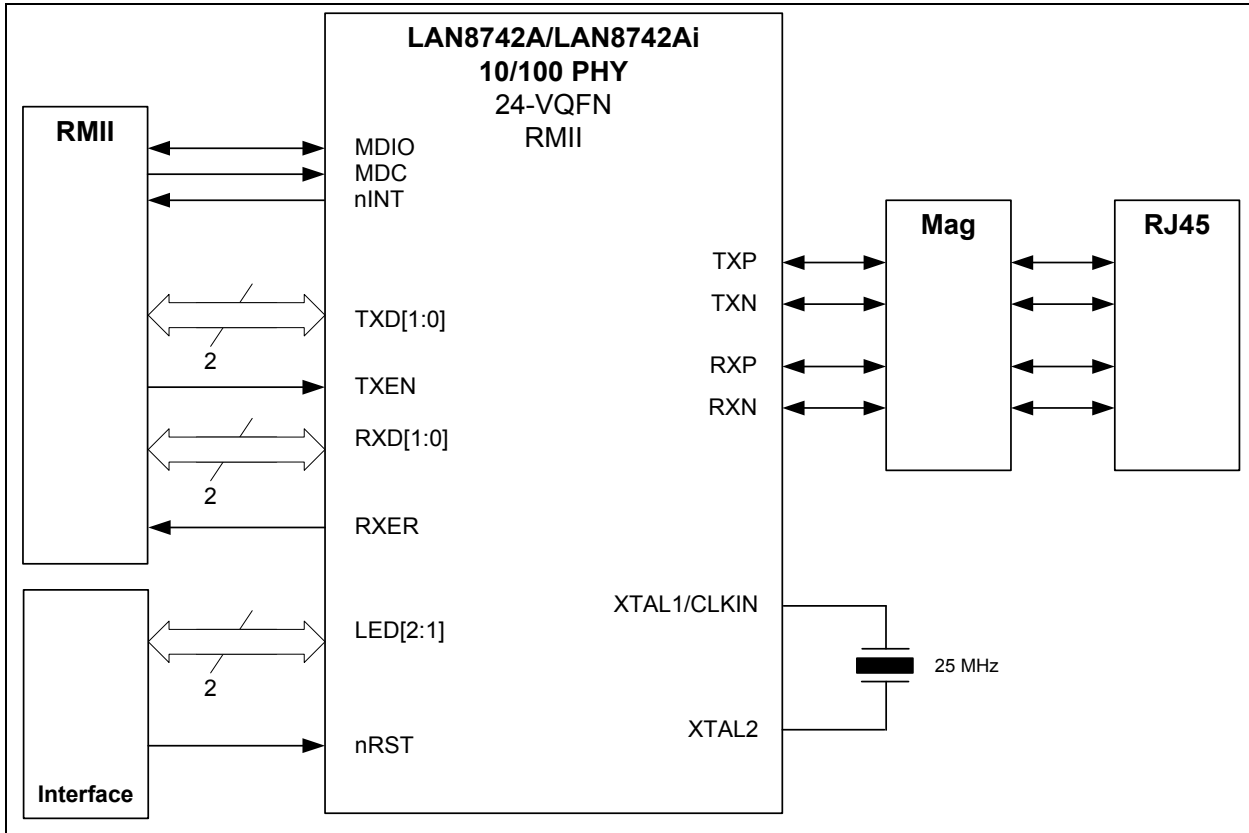 LAN8742A/LAN8742Ai
10/100 PHY
24-VQFN
RMII
RMII
MDIO
MDC
nINT
TXD[1:0]
2
TXEN
RXD[1:0]
2
RXER
LED[2:1]
2
nRST
Interface
TXP
TXN
RXP
RXN
Mag
RJ45
XTAL1/CLKIN
25 MHz
XTAL2